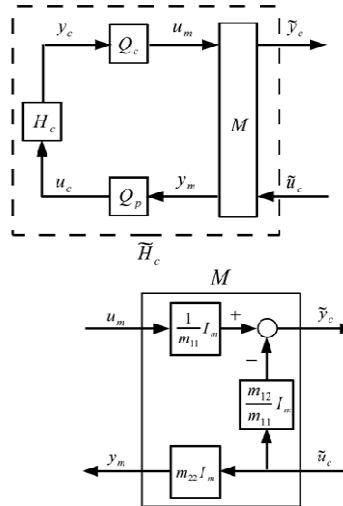 y_c u_m ỹ_c
Q_c
H_c M
u_c y_m ũ_c
Q_p
H̃_c
M
u_m 1/m_11 I_m + ỹ_c
−
m_12/m_11 I_m
y_m m_22 I_m ũ_c